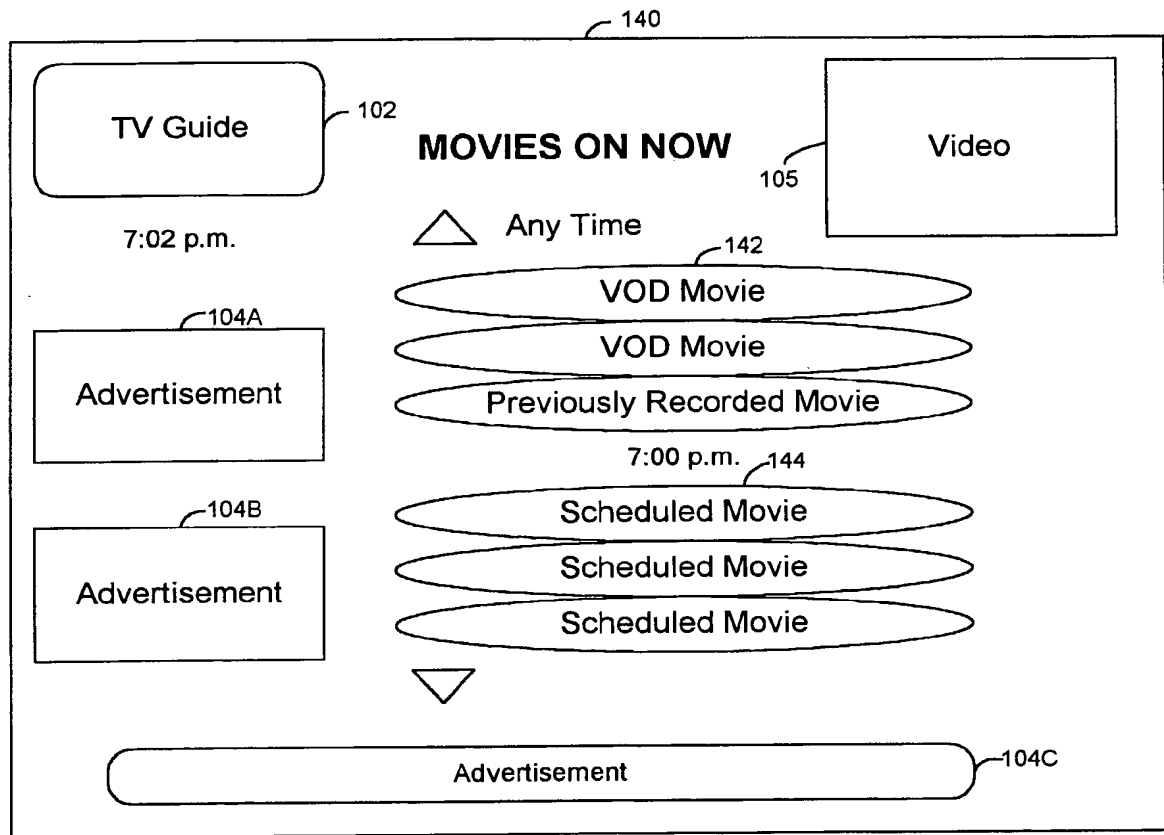 140
TV Guide
102
MOVIES ON NOW
Video
105
7:02 p.m.
Any Time
142
VOD Movie
VOD Movie
Previously Recorded Movie
104A
Advertisement
7:00 p.m.
144
104B
Advertisement
Scheduled Movie
Scheduled Movie
Scheduled Movie
Advertisement
104C